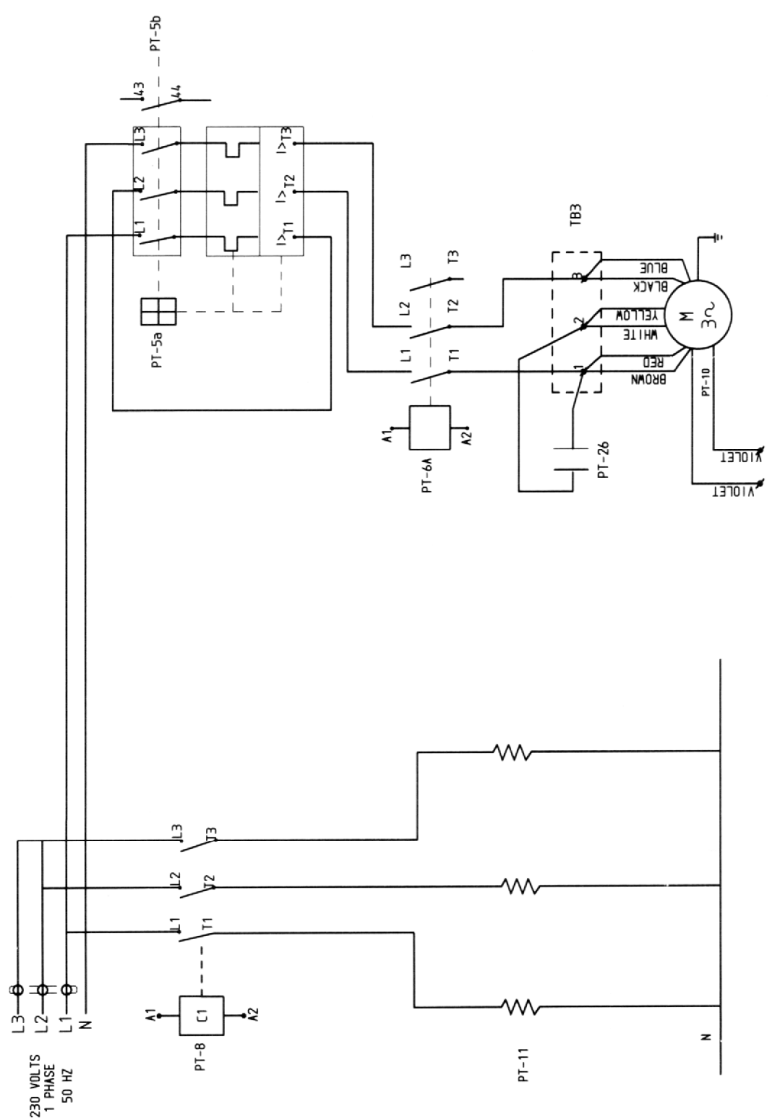 230 VOLTS
1 PHASE
50 HZ
L3
L2
L1
N
A1
C1
A2
PT-8
L1
T1
L2
T2
L3
T3
PT-5a
L1
L2
L3
43
44
PT-5b
I>T1
I>T2
I>T3
A1
A2
PT-6A
L1
L2
L3
T1
T2
T3
PT-11
PT-26
TB3
1
2
3
BROWN
RED
WHITE
YELLOW
BLACK
BLUE
M
3~
PT-10
VIOLET
VIOLET
N